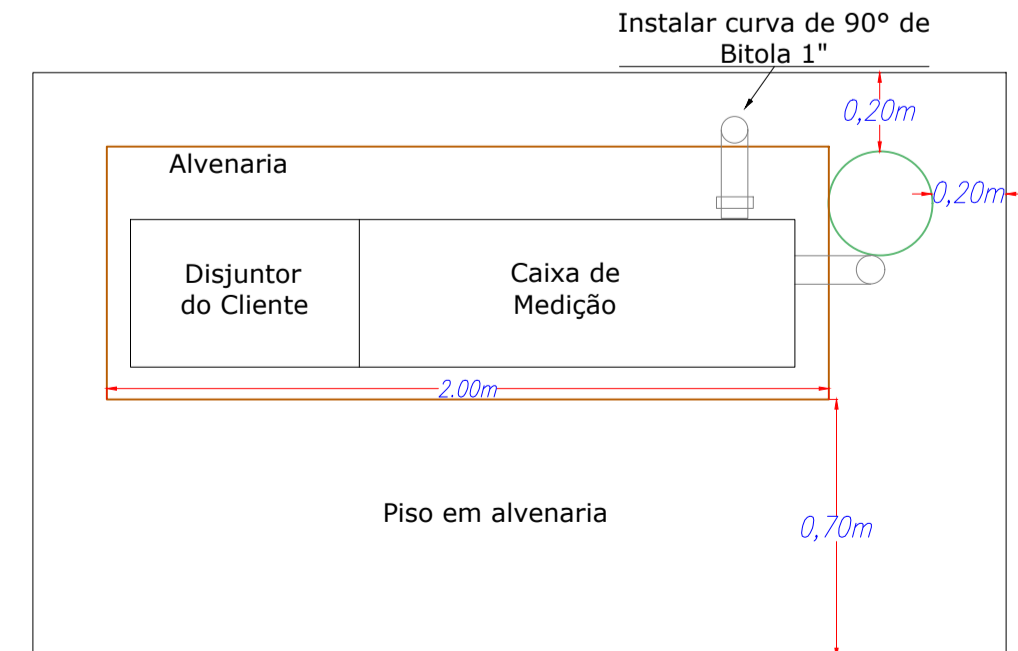 Instalar curva de 90° de
Bitola 1"
0,20m
Alvenaria
0,20m
Disjuntor
do Cliente
Caixa de
Medição
2.00m
Piso em alvenaria
0,70m